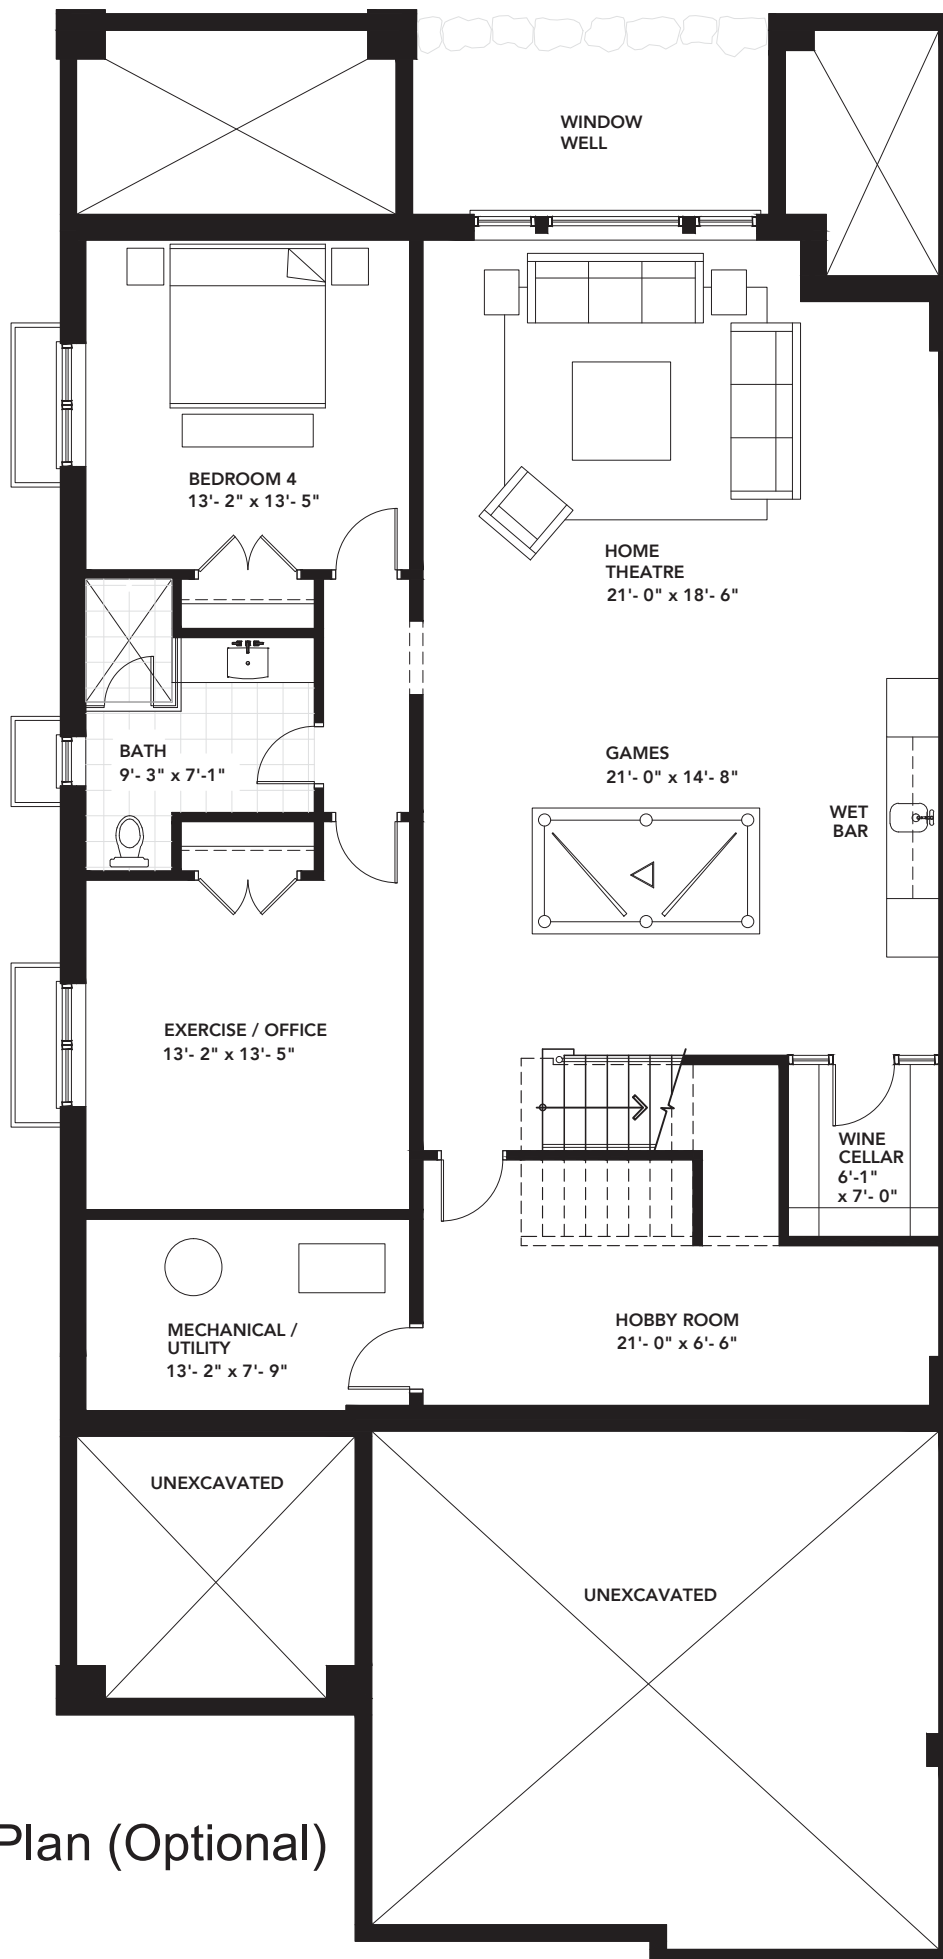 WINDOW
WELL
BEDROOM 4
13'- 2" x 13'- 5"
HOME
THEATRE
21'- 0" x 18'- 6"
BATH
9'- 3" x 7'-1"
GAMES
21'- 0" x 14'- 8"
WET
BAR
EXERCISE / OFFICE
13'- 2" x 13'- 5"
WINE
CELLAR
6'-1"
x 7'- 0"
MECHANICAL /
UTILITY
13'- 2" x 7'- 9"
HOBBY ROOM
21'- 0" x 6'- 6"
UNEXCAVATED
UNEXCAVATED
Plan (Optional)